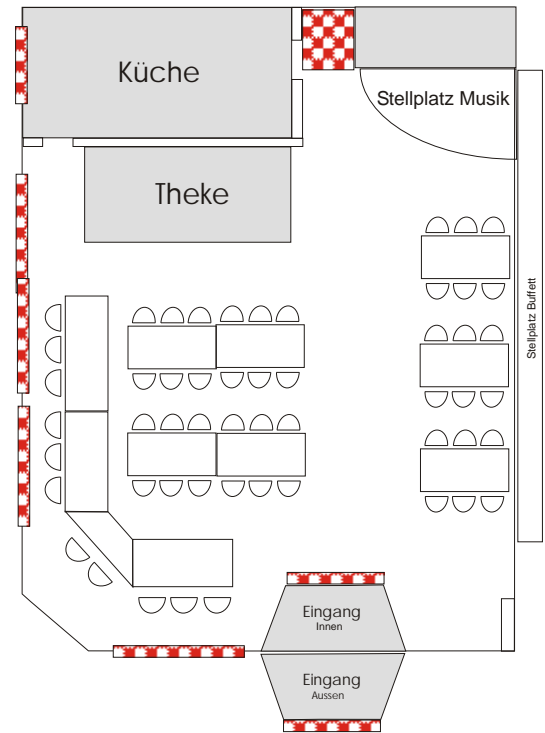 Küche
Stellplatz Musik
Theke
Stellplatz Buffett
Eingang
Innen
Eingang
Aussen